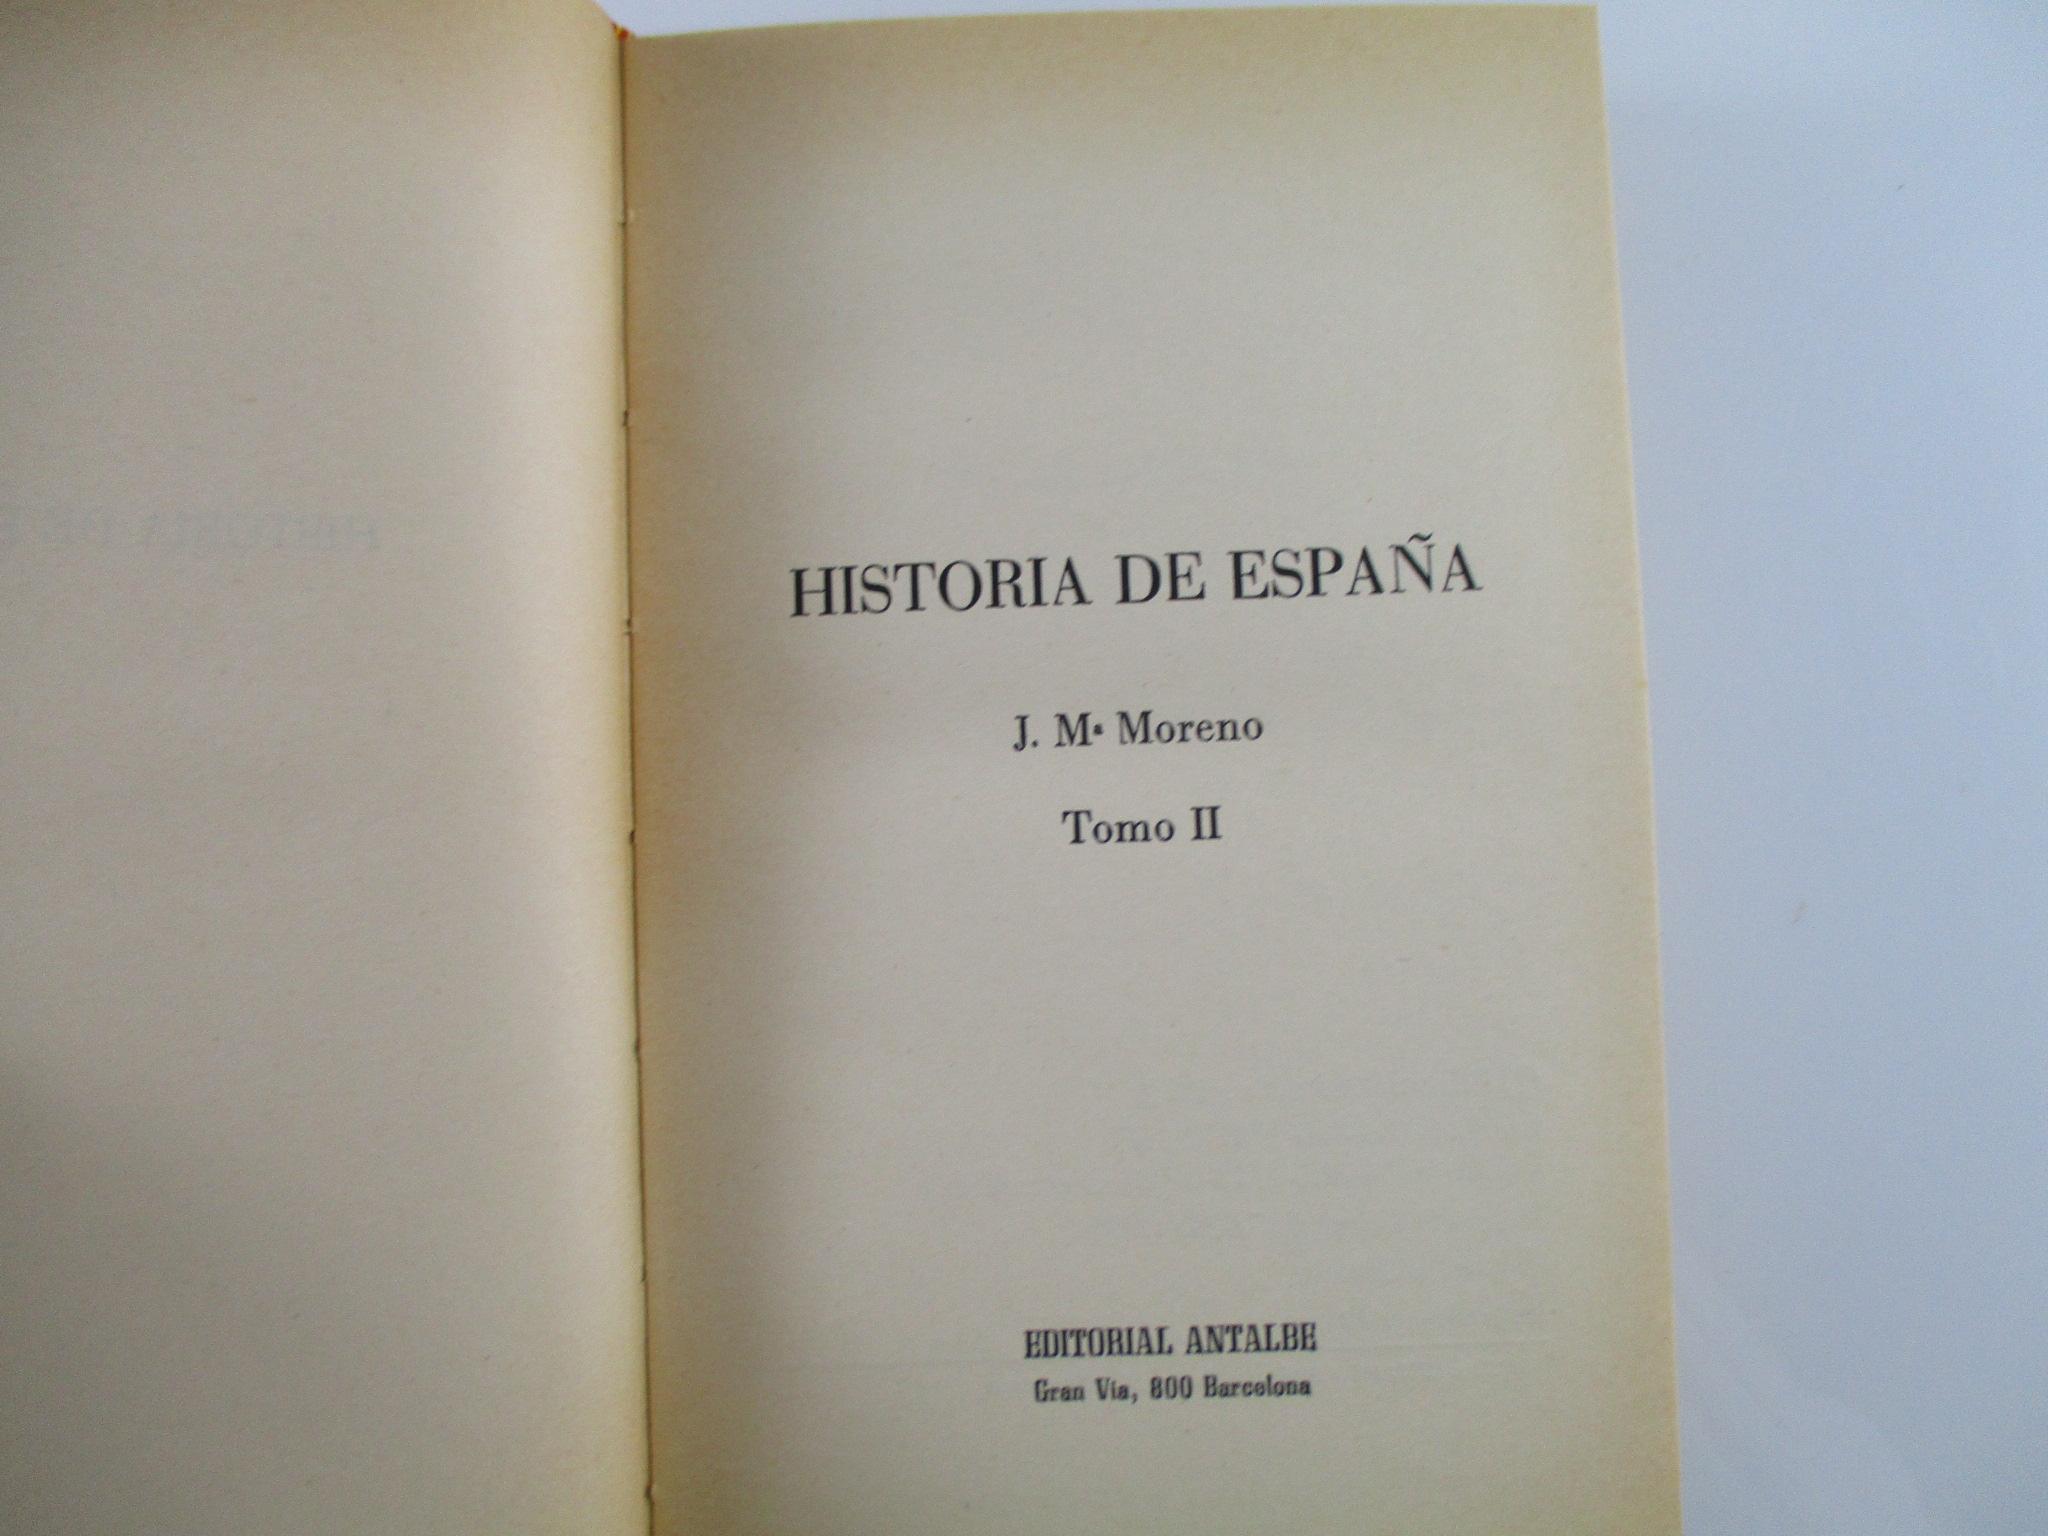 HISTORIA DE ESPAÑA
J. Mª Moreno
Tomo II
EDITORIAL ANTALBE
Gran Via, 800 Barcelona